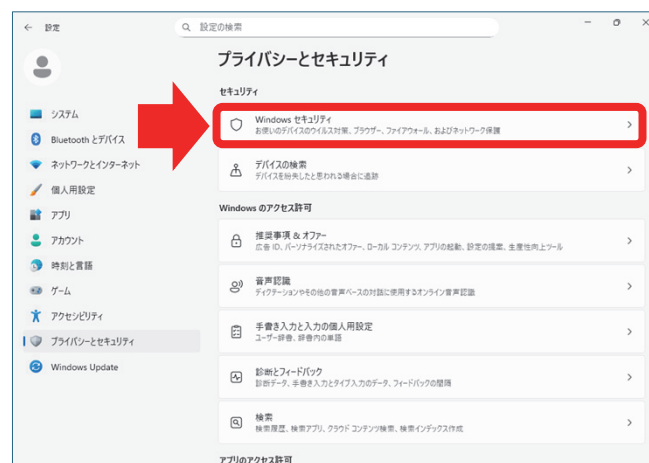 設定
設定の検索
プライバシーとセキュリティ
セキュリティ
Windows セキュリティ
お使いのデバイスのウイルス対策、ブラウザー、ファイアウォール、およびネットワーク保護
デバイスの検索
デバイスを紛失したと思われる場合に追跡
Windows のアクセス許可
推奨事項 & オファー
広告 ID、パーソナライズされたオファー、ローカル コンテンツ、アプリの起動、設定の提案、生産性向上ツール
音声認識
ディクテーションやその他の音声ベースの対話に使用するオンライン音声認識
手書き入力と入力の個人用設定
ユーザー辞書、辞書内の単語
診断とフィードバック
診断データ、手書き入力とタイプ入力のデータ、フィードバックの間隔
検索
検索履歴、検索アプリ、クラウド コンテンツ検索、検索インデックス作成
アプリのアクセス許可
システム
Bluetooth とデバイス
ネットワークとインターネット
個人用設定
アプリ
アカウント
時刻と言語
ゲーム
アクセシビリティ
プライバシーとセキュリティ
Windows Update